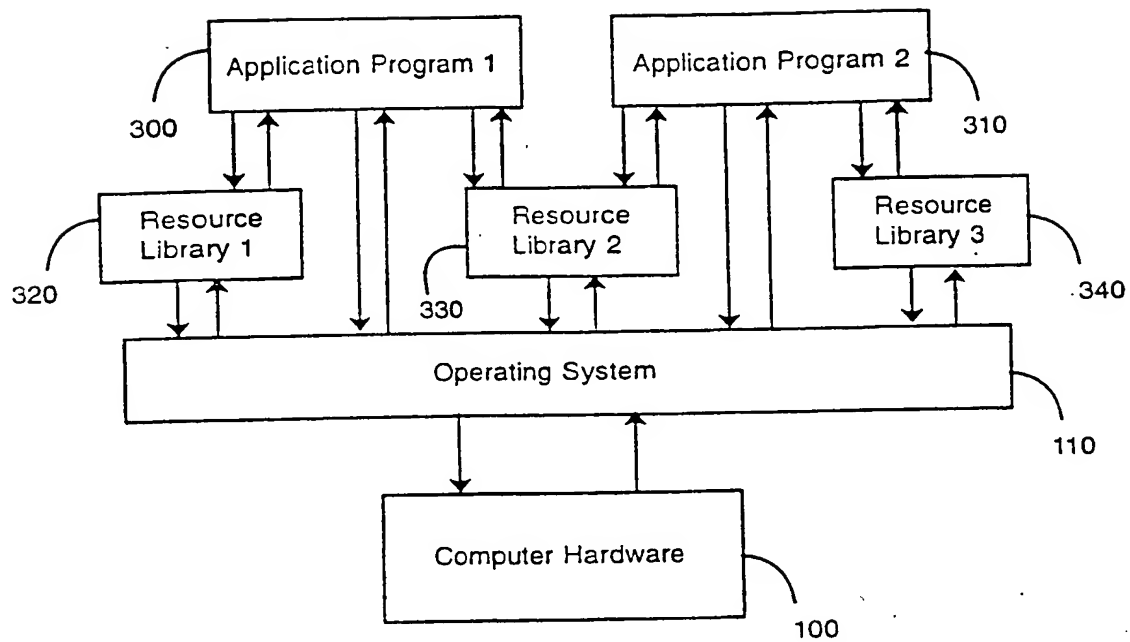 Application Program 1
Application Program 2
300
310
Resource
Library 1
Resource
Library 2
Resource
Library 3
320
330
340
Operating System
110
Computer Hardware
100